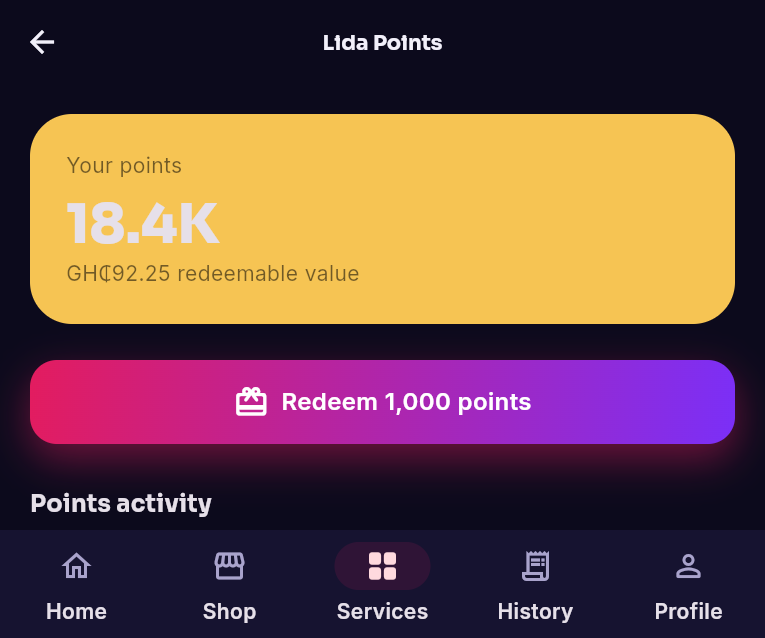 Lida Points
Your points
18.4K
GH₵92.25 redeemable value
Redeem 1,000 points
Points activity
Home
Shop
Services
History
Profile